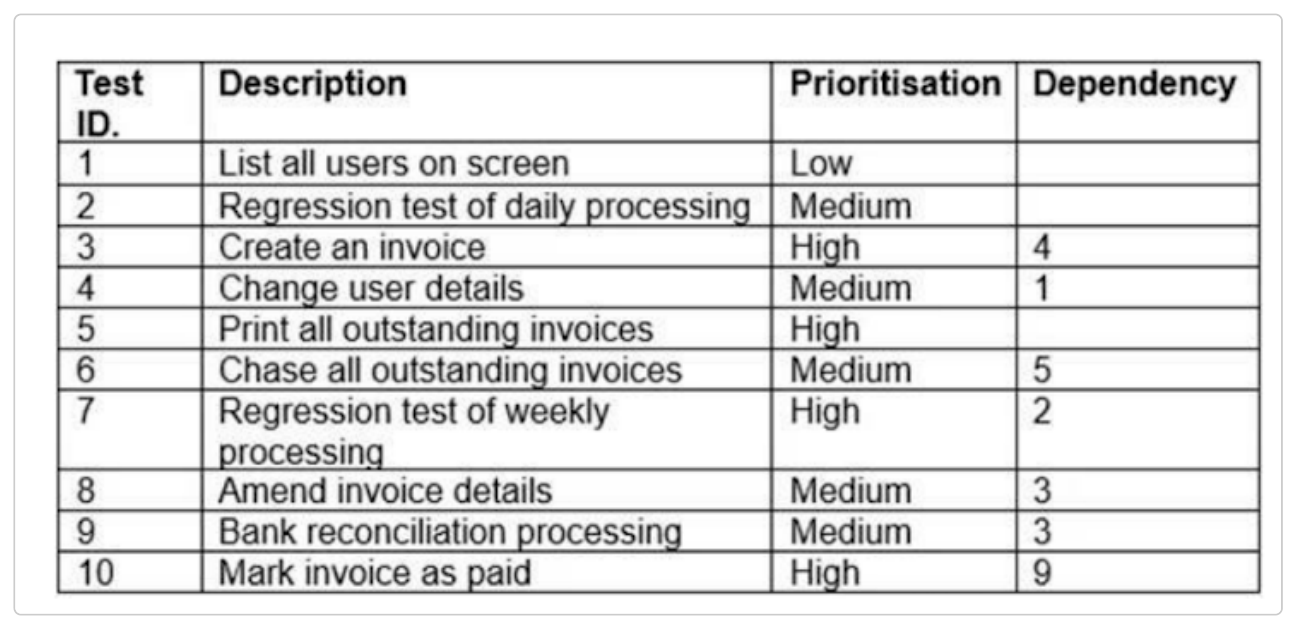 Test Description Prioritisation Dependency
ID.
1 List all users on screen Low
2 Regression test of daily processing Medium
3 Create an invoice High 4
4 Change user details Medium 1
5 Print all outstanding invoices High
6 Chase all outstanding invoices Medium 5
7 Regression test of weekly High 2
processing
8 Amend invoice details Medium 3
9 Bank reconciliation processing Medium 3
10 Mark invoice as paid High 9